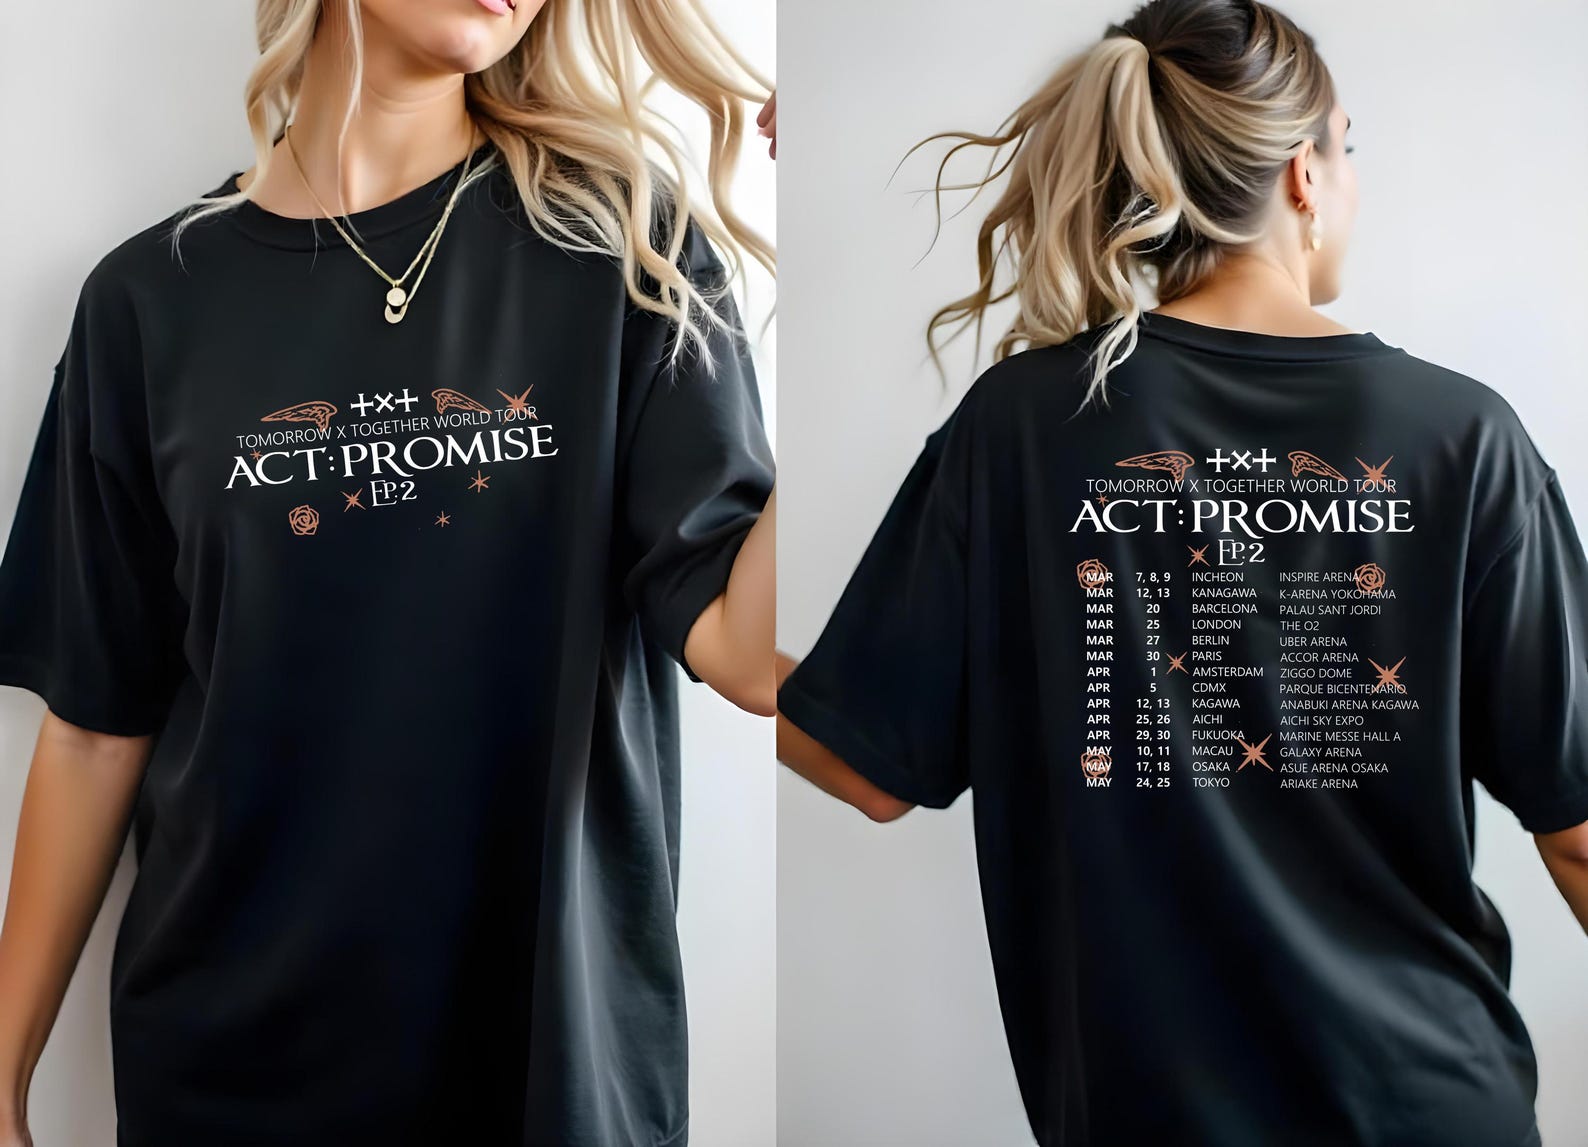 TXT
TOMORROW X TOGETHER WORLD TOUR
ACT:PROMISE
EP.2
TXT
TOMORROW X TOGETHER WORLD TOUR
ACT:PROMISE
EP.2
MAR 7, 8, 9 INCHEON INSPIRE ARENA
MAR 12, 13 KANAGAWA K-ARENA YOKOHAMA
MAR 20 BARCELONA PALAU SANT JORDI
MAR 25 LONDON THE O2
MAR 27 BERLIN UBER ARENA
MAR 30 PARIS ACCOR ARENA
APR 1 AMSTERDAM ZIGGO DOME
APR 5 CDMX PARQUE BICENTENARIO
APR 12, 13 KAGAWA ANABUKI ARENA KAGAWA
APR 25, 26 AICHI AICHI SKY EXPO
APR 29, 30 FUKUOKA MARINE MESSE HALL A
MAY 10, 11 MACAU GALAXY ARENA
MAY 17, 18 OSAKA ASUE ARENA OSAKA
MAY 24, 25 TOKYO ARIAKE ARENA